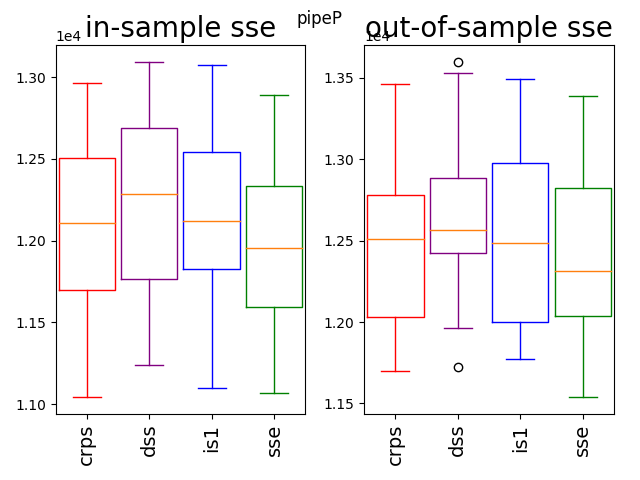 pipeP
in-sample sse
out-of-sample sse
1e4
1e4
1.30
1.25
1.20
1.15
1.10
1.35
1.30
1.25
1.20
1.15
crps
dss
is1
sse
crps
dss
is1
sse